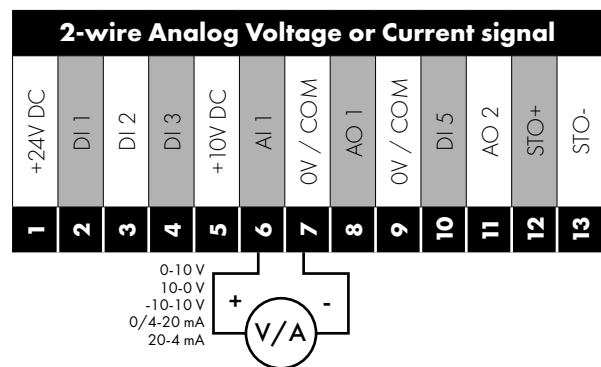 2-wire Analog Voltage or Current signal
+24V DC
DI 1
DI 2
DI 3
+10V DC
AI 1
0V / COM
AO 1
0V / COM
DI 5
AO 2
STO+
STO-
1 2 3 4 5 6 7 8 9 10 11 12 13
0-10 V
10-0 V
-10-10 V
0/4-20 mA
20-4 mA
+ -
V/A